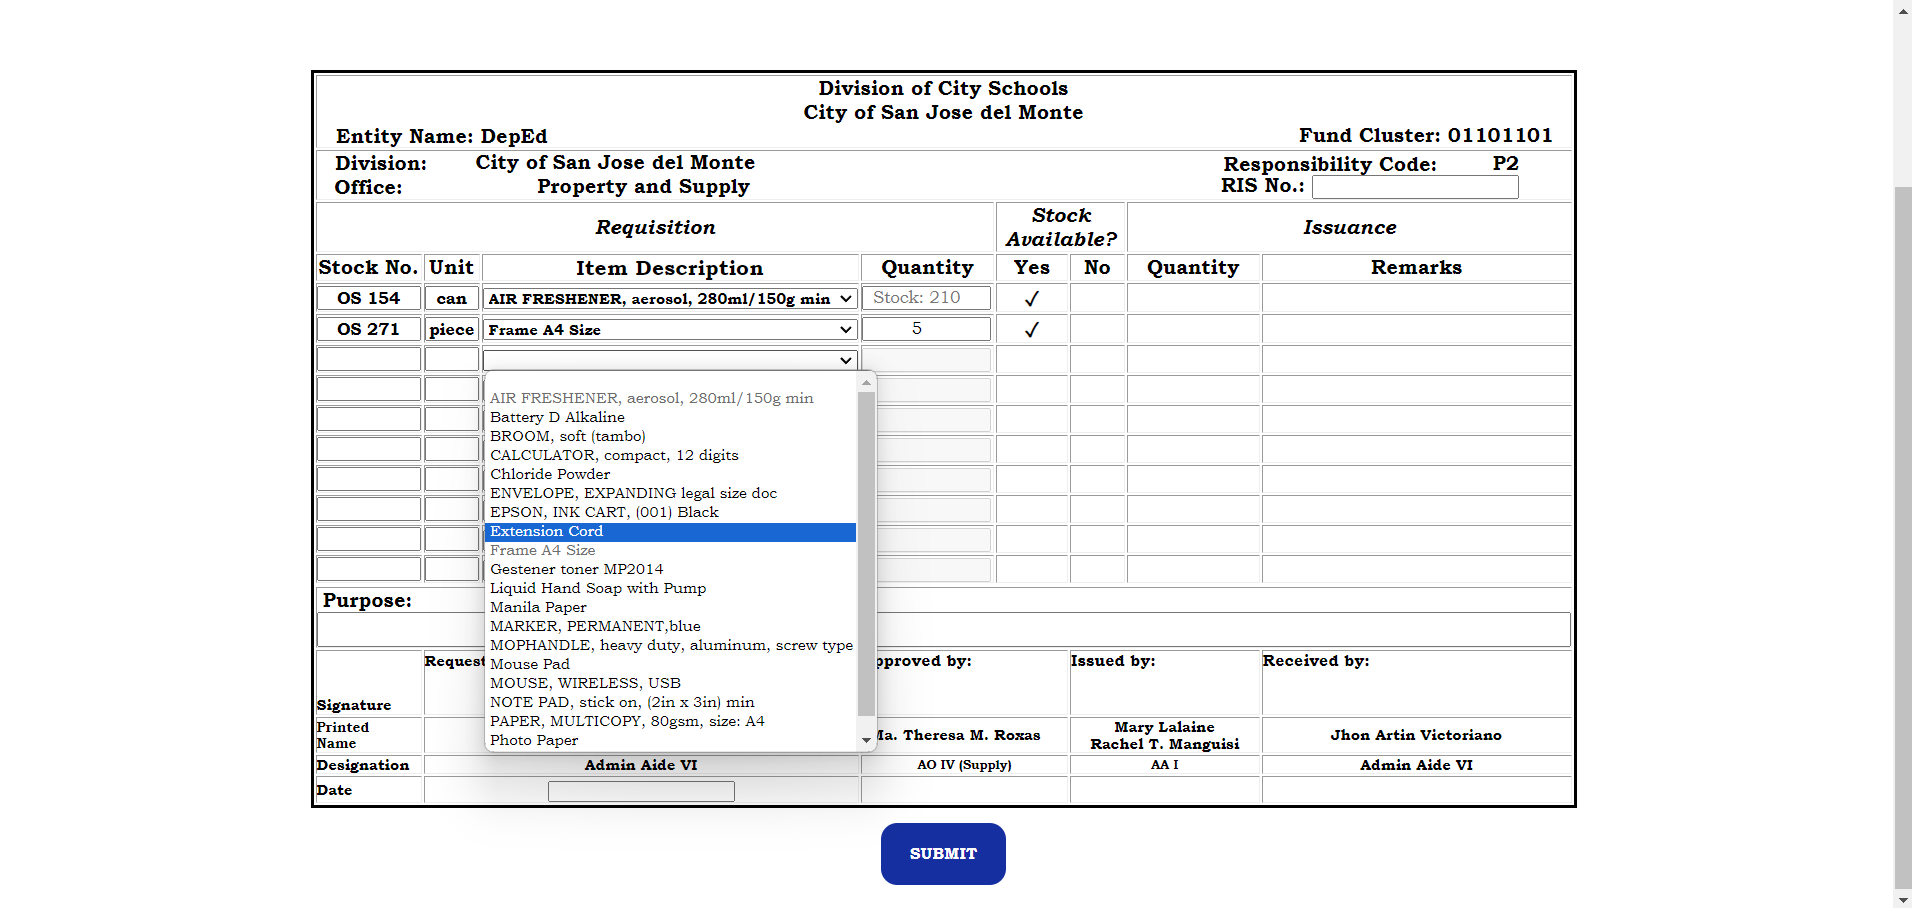 Division of City Schools
City of San Jose del Monte
Entity Name: DepEd Fund Cluster: 01101101
Division: City of San Jose del Monte Responsibility Code: P2
Office: Property and Supply RIS No.:
Requisition Stock Available? Issuance
Stock No. Unit Item Description Quantity Yes No Quantity Remarks
OS 154 can AIR FRESHENER, aerosol, 280ml/150g min Stock: 210 ✓
OS 271 piece Frame A4 Size 5 ✓
AIR FRESHENER, aerosol, 280ml/150g min
Battery D Alkaline
BROOM, soft (tambo)
CALCULATOR, compact, 12 digits
Chloride Powder
ENVELOPE, EXPANDING legal size doc
EPSON, INK CART, (001) Black
Extension Cord
Frame A4 Size
Gestener toner MP2014
Liquid Hand Soap with Pump
Manila Paper
MARKER, PERMANENT,blue
MOPHANDLE, heavy duty, aluminum, screw type
Mouse Pad
MOUSE, WIRELESS, USB
NOTE PAD, stick on, (2in x 3in) min
PAPER, MULTICOPY, 80gsm, size: A4
Photo Paper
Purpose:
Request pproved by: Issued by: Received by:
Signature
Printed Name Ma. Theresa M. Roxas Mary Lalaine Rachel T. Manguisi Jhon Artin Victoriano
Designation Admin Aide VI AO IV (Supply) AA I Admin Aide VI
Date
SUBMIT